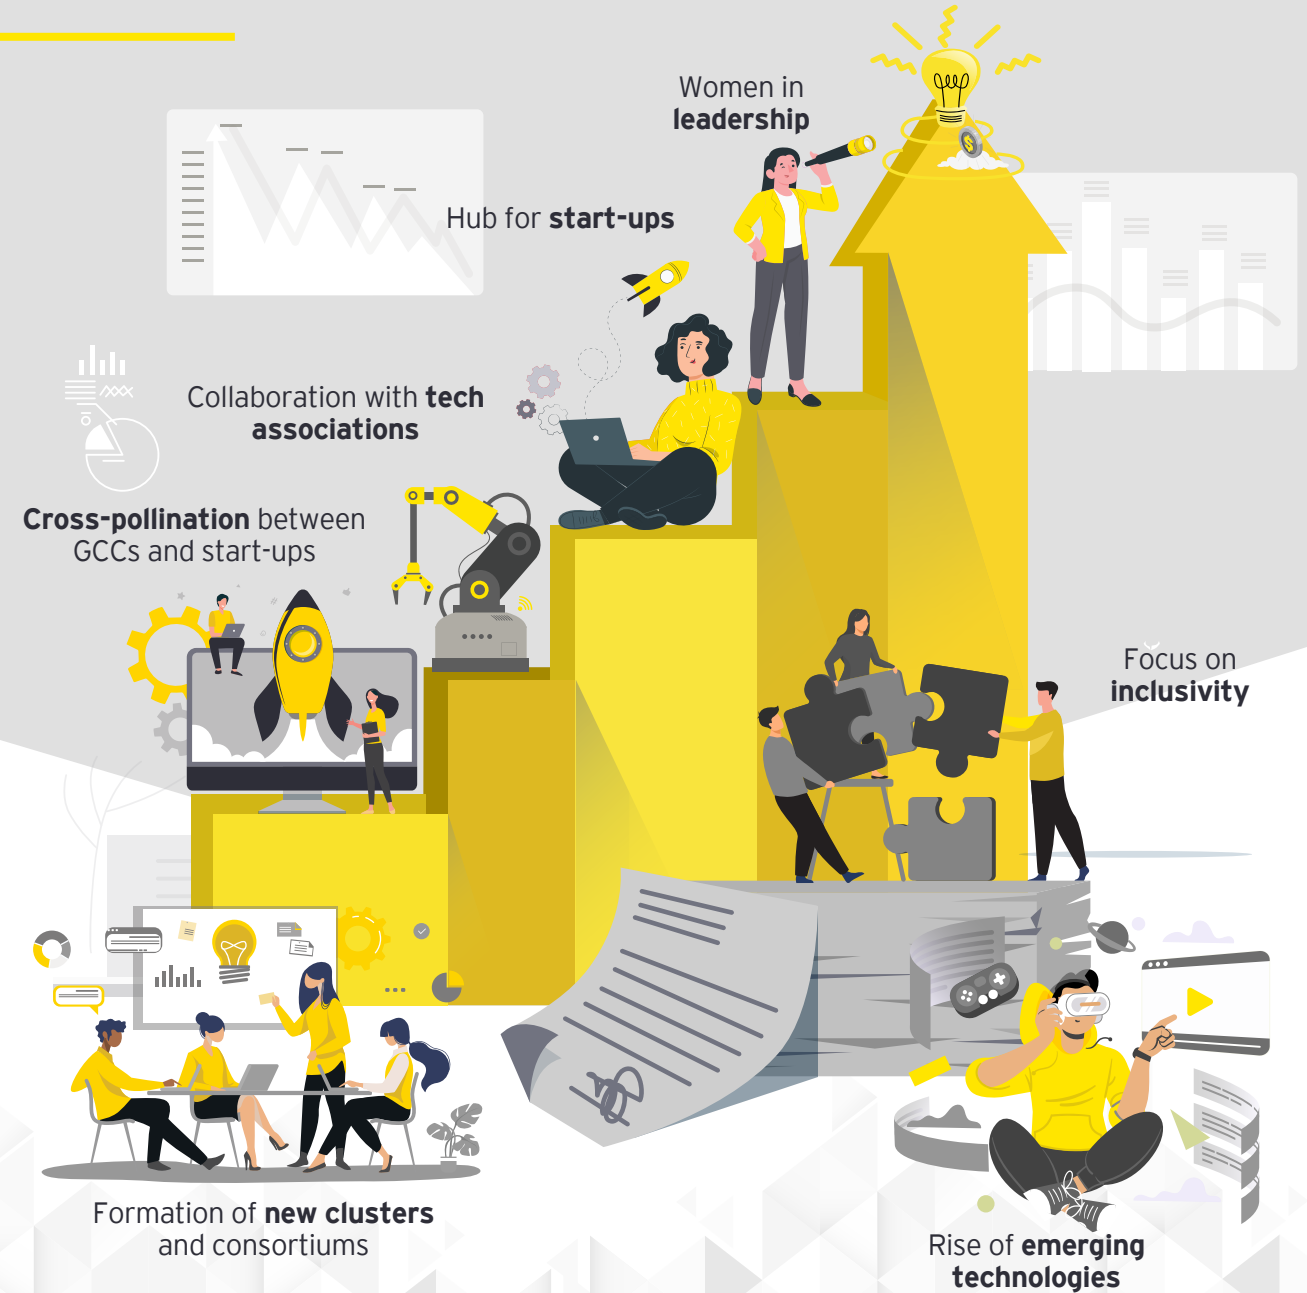 Women in
leadership
Hub for start-ups
Collaboration with tech
associations
Cross-pollination between
GCCs and start-ups
Focus on
inclusivity
Formation of new clusters
and consortiums
Rise of emerging
technologies